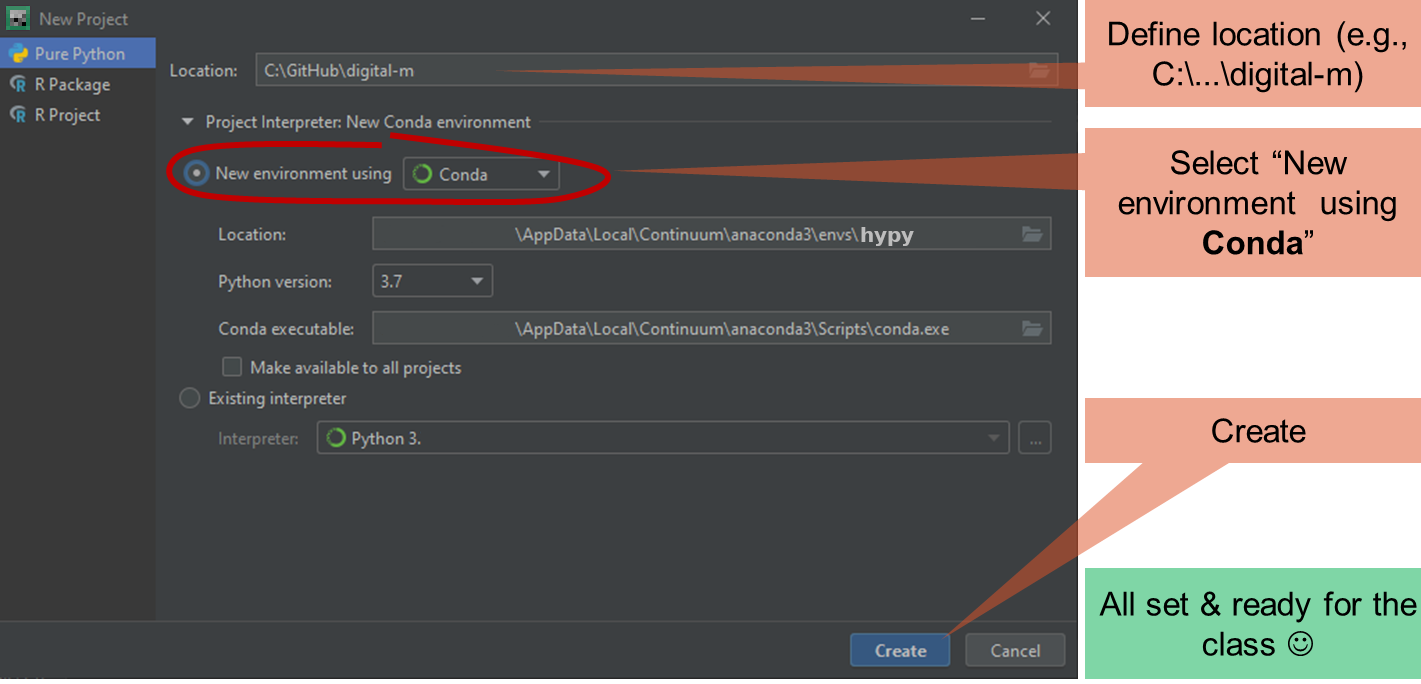 New Project
Pure Python
R Package
R Project
Location: C:\GitHub\digital-m
Project Interpreter: New Conda environment
New environment using Conda
Location: \AppData\Local\Continuum\anaconda3\envs\hypy
Python version: 3.7
Conda executable: \AppData\Local\Continuum\anaconda3\Scripts\conda.exe
Make available to all projects
Existing interpreter
Interpreter: Python 3. ...
Create Cancel
Define location (e.g.,
C:\...\digital-m)
Select “New
environment using
Conda”
Create
All set & ready for the
class ☺